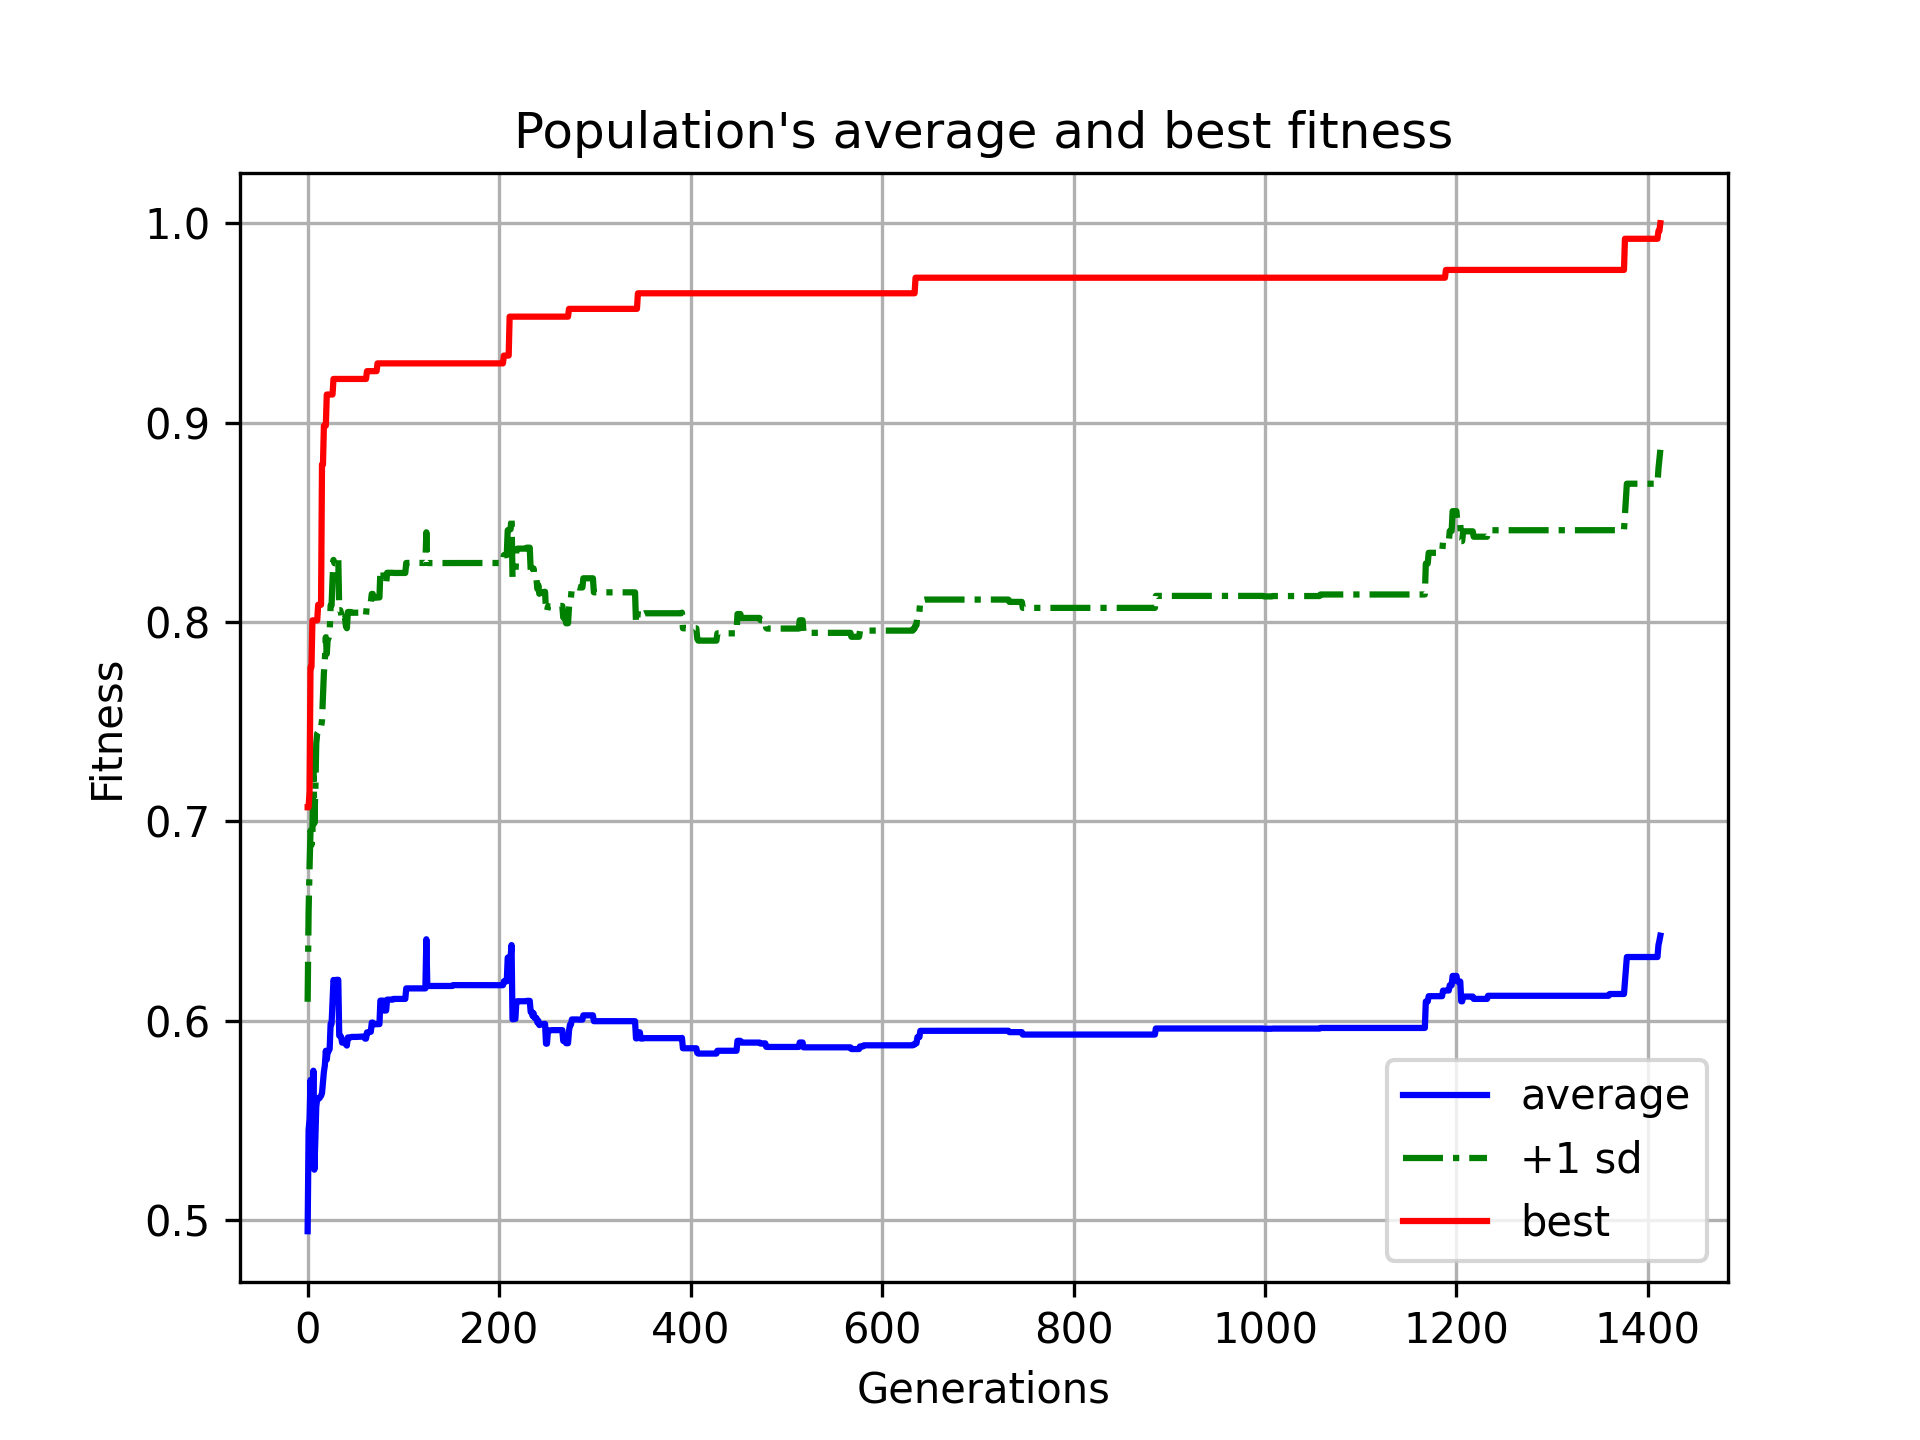 Population's average and best fitness
1.0
0.9
0.8
0.7
0.6
0.5
Fitness
0 200 400 600 800 1000 1200 1400
Generations
average
+1 sd
best